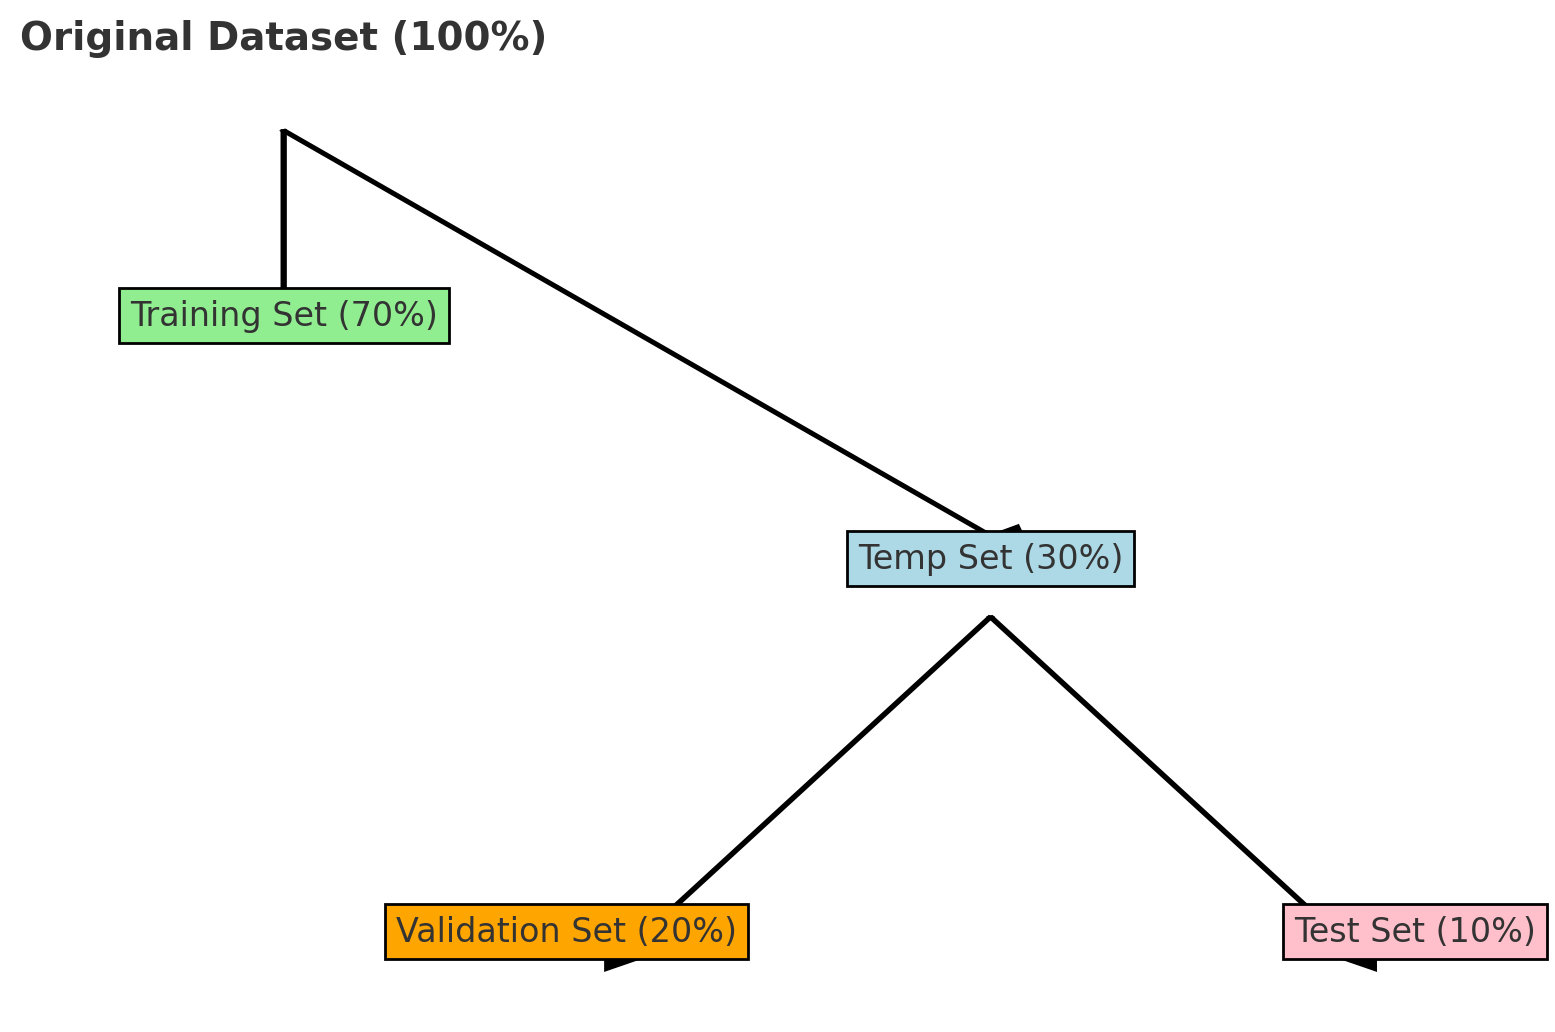 Original Dataset (100%)
Training Set (70%)
Temp Set (30%)
Validation Set (20%)
Test Set (10%)